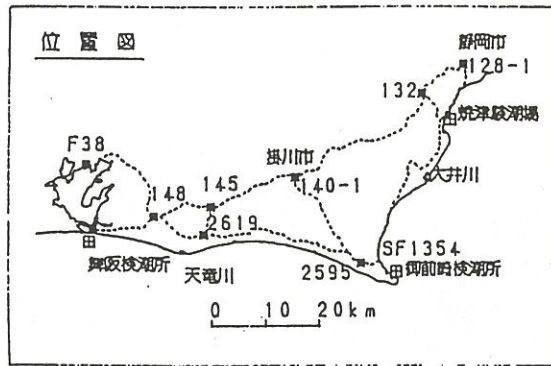 位置図
静岡市
128-1
132
焼津験潮場
F38
掛川市
140-1
大井川
148
145
2619
SF1354
舞阪検潮所
天竜川
2595
御前崎検潮所
0 10 20km